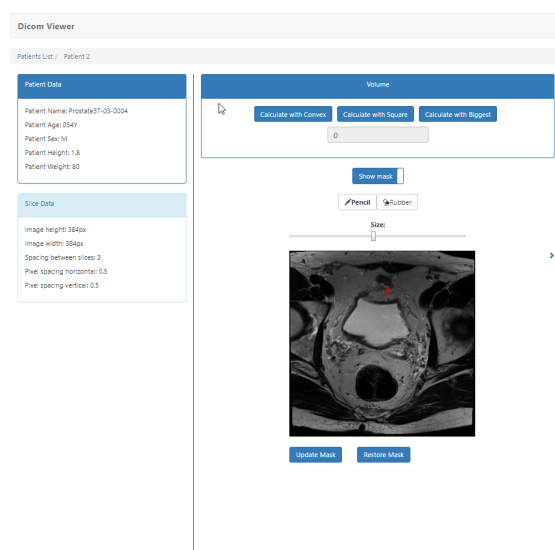 Dicom Viewer
Patients List / Patient 2
Patient Data
Patient Name: Prostate3T-03-0004
Patient Age: 054Y
Patient Sex: M
Patient Height: 1.8
Patient Weight: 80
Slice Data
Image height: 384px
Image width: 384px
Spacing between slices: 3
Pixel spacing horizontal: 0.5
Pixel spacing vertical: 0.5
Volume
Calculate with Convex Calculate with Square Calculate with Biggest
0
Show mask
Pencil Rubber
Size:
Update Mask Restore Mask